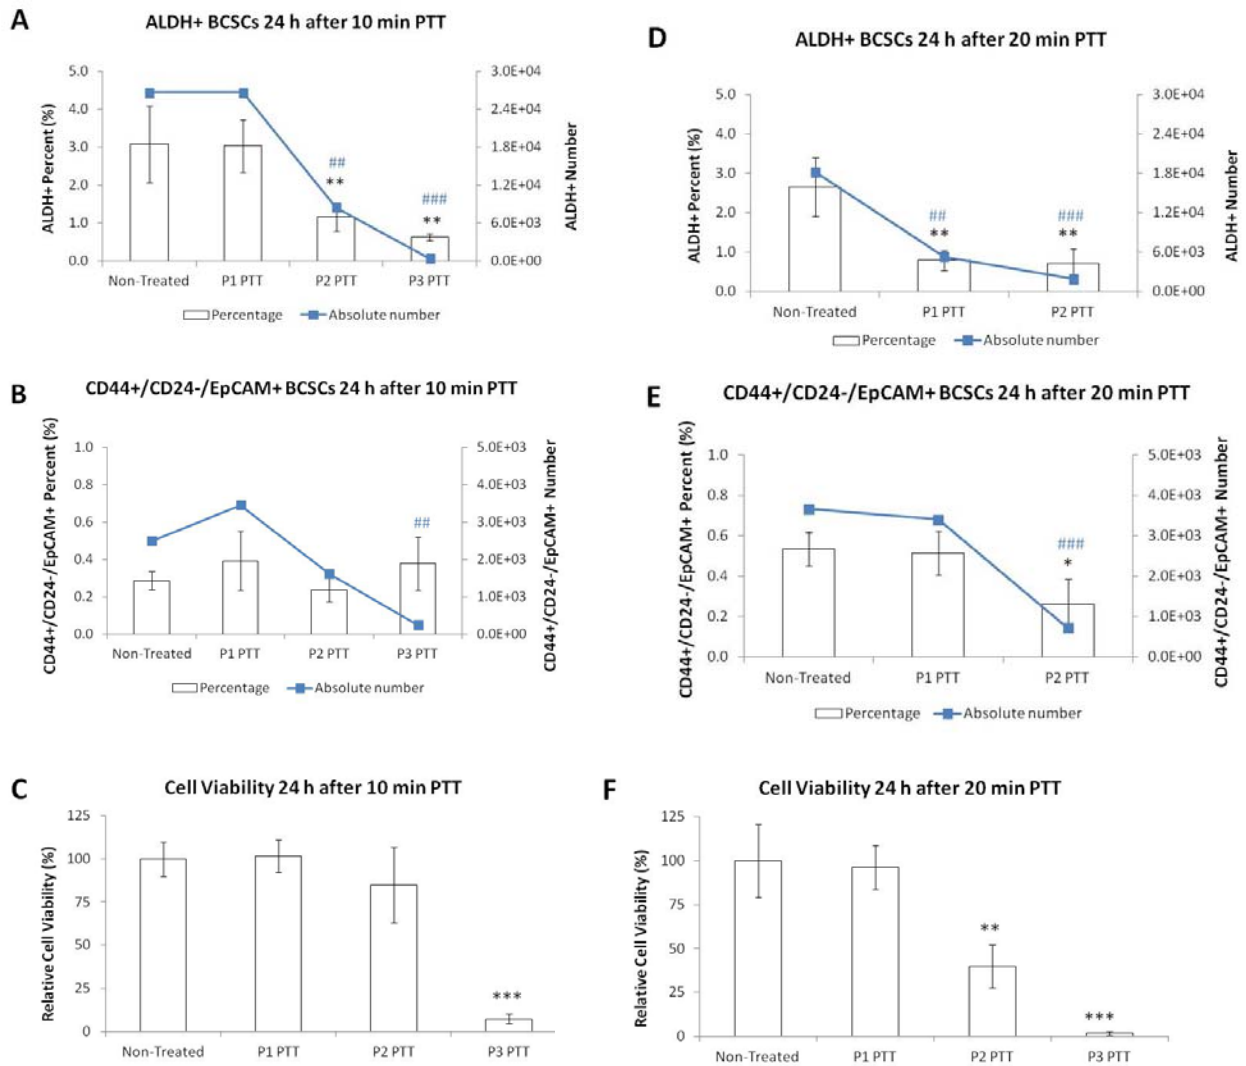 A
ALDH+ BCSCs 24 h after 10 min PTT
ALDH+ Percent (%)
5.0
4.0
3.0
2.0
1.0
0.0
3.0E+04
2.4E+04
1.8E+04
1.2E+04
6.0E+03
0.0E+00
ALDH+ Number
##
**
###
**
Non-Treated P1 PTT P2 PTT P3 PTT
Percentage Absolute number
D
ALDH+ BCSCs 24 h after 20 min PTT
ALDH+ Percent (%)
5.0
4.0
3.0
2.0
1.0
0.0
3.0E+04
2.4E+04
1.8E+04
1.2E+04
6.0E+03
0.0E+00
ALDH+ Number
##
**
###
**
Non-Treated P1 PTT P2 PTT
Percentage Absolute number
B
CD44+/CD24-/EpCAM+ BCSCs 24 h after 10 min PTT
CD44+/CD24-/EpCAM+ Percent (%)
1.0
0.8
0.6
0.4
0.2
0.0
5.0E+03
4.0E+03
3.0E+03
2.0E+03
1.0E+03
0.0E+00
CD44+/CD24-/EpCAM+ Number
##
Non-Treated P1 PTT P2 PTT P3 PTT
Percentage Absolute number
E
CD44+/CD24-/EpCAM+ BCSCs 24 h after 20 min PTT
CD44+/CD24-/EpCAM+ Percent (%)
1.0
0.8
0.6
0.4
0.2
0.0
5.0E+03
4.0E+03
3.0E+03
2.0E+03
1.0E+03
0.0E+00
CD44+/CD24-/EpCAM+ Number
###
*
Non-Treated P1 PTT P2 PTT
Percentage Absolute number
C
Cell Viability 24 h after 10 min PTT
Relative Cell Viability (%)
125
100
75
50
25
0
***
Non-Treated P1 PTT P2 PTT P3 PTT
F
Cell Viability 24 h after 20 min PTT
Relative Cell Viability (%)
125
100
75
50
25
0
**
***
Non-Treated P1 PTT P2 PTT P3 PTT